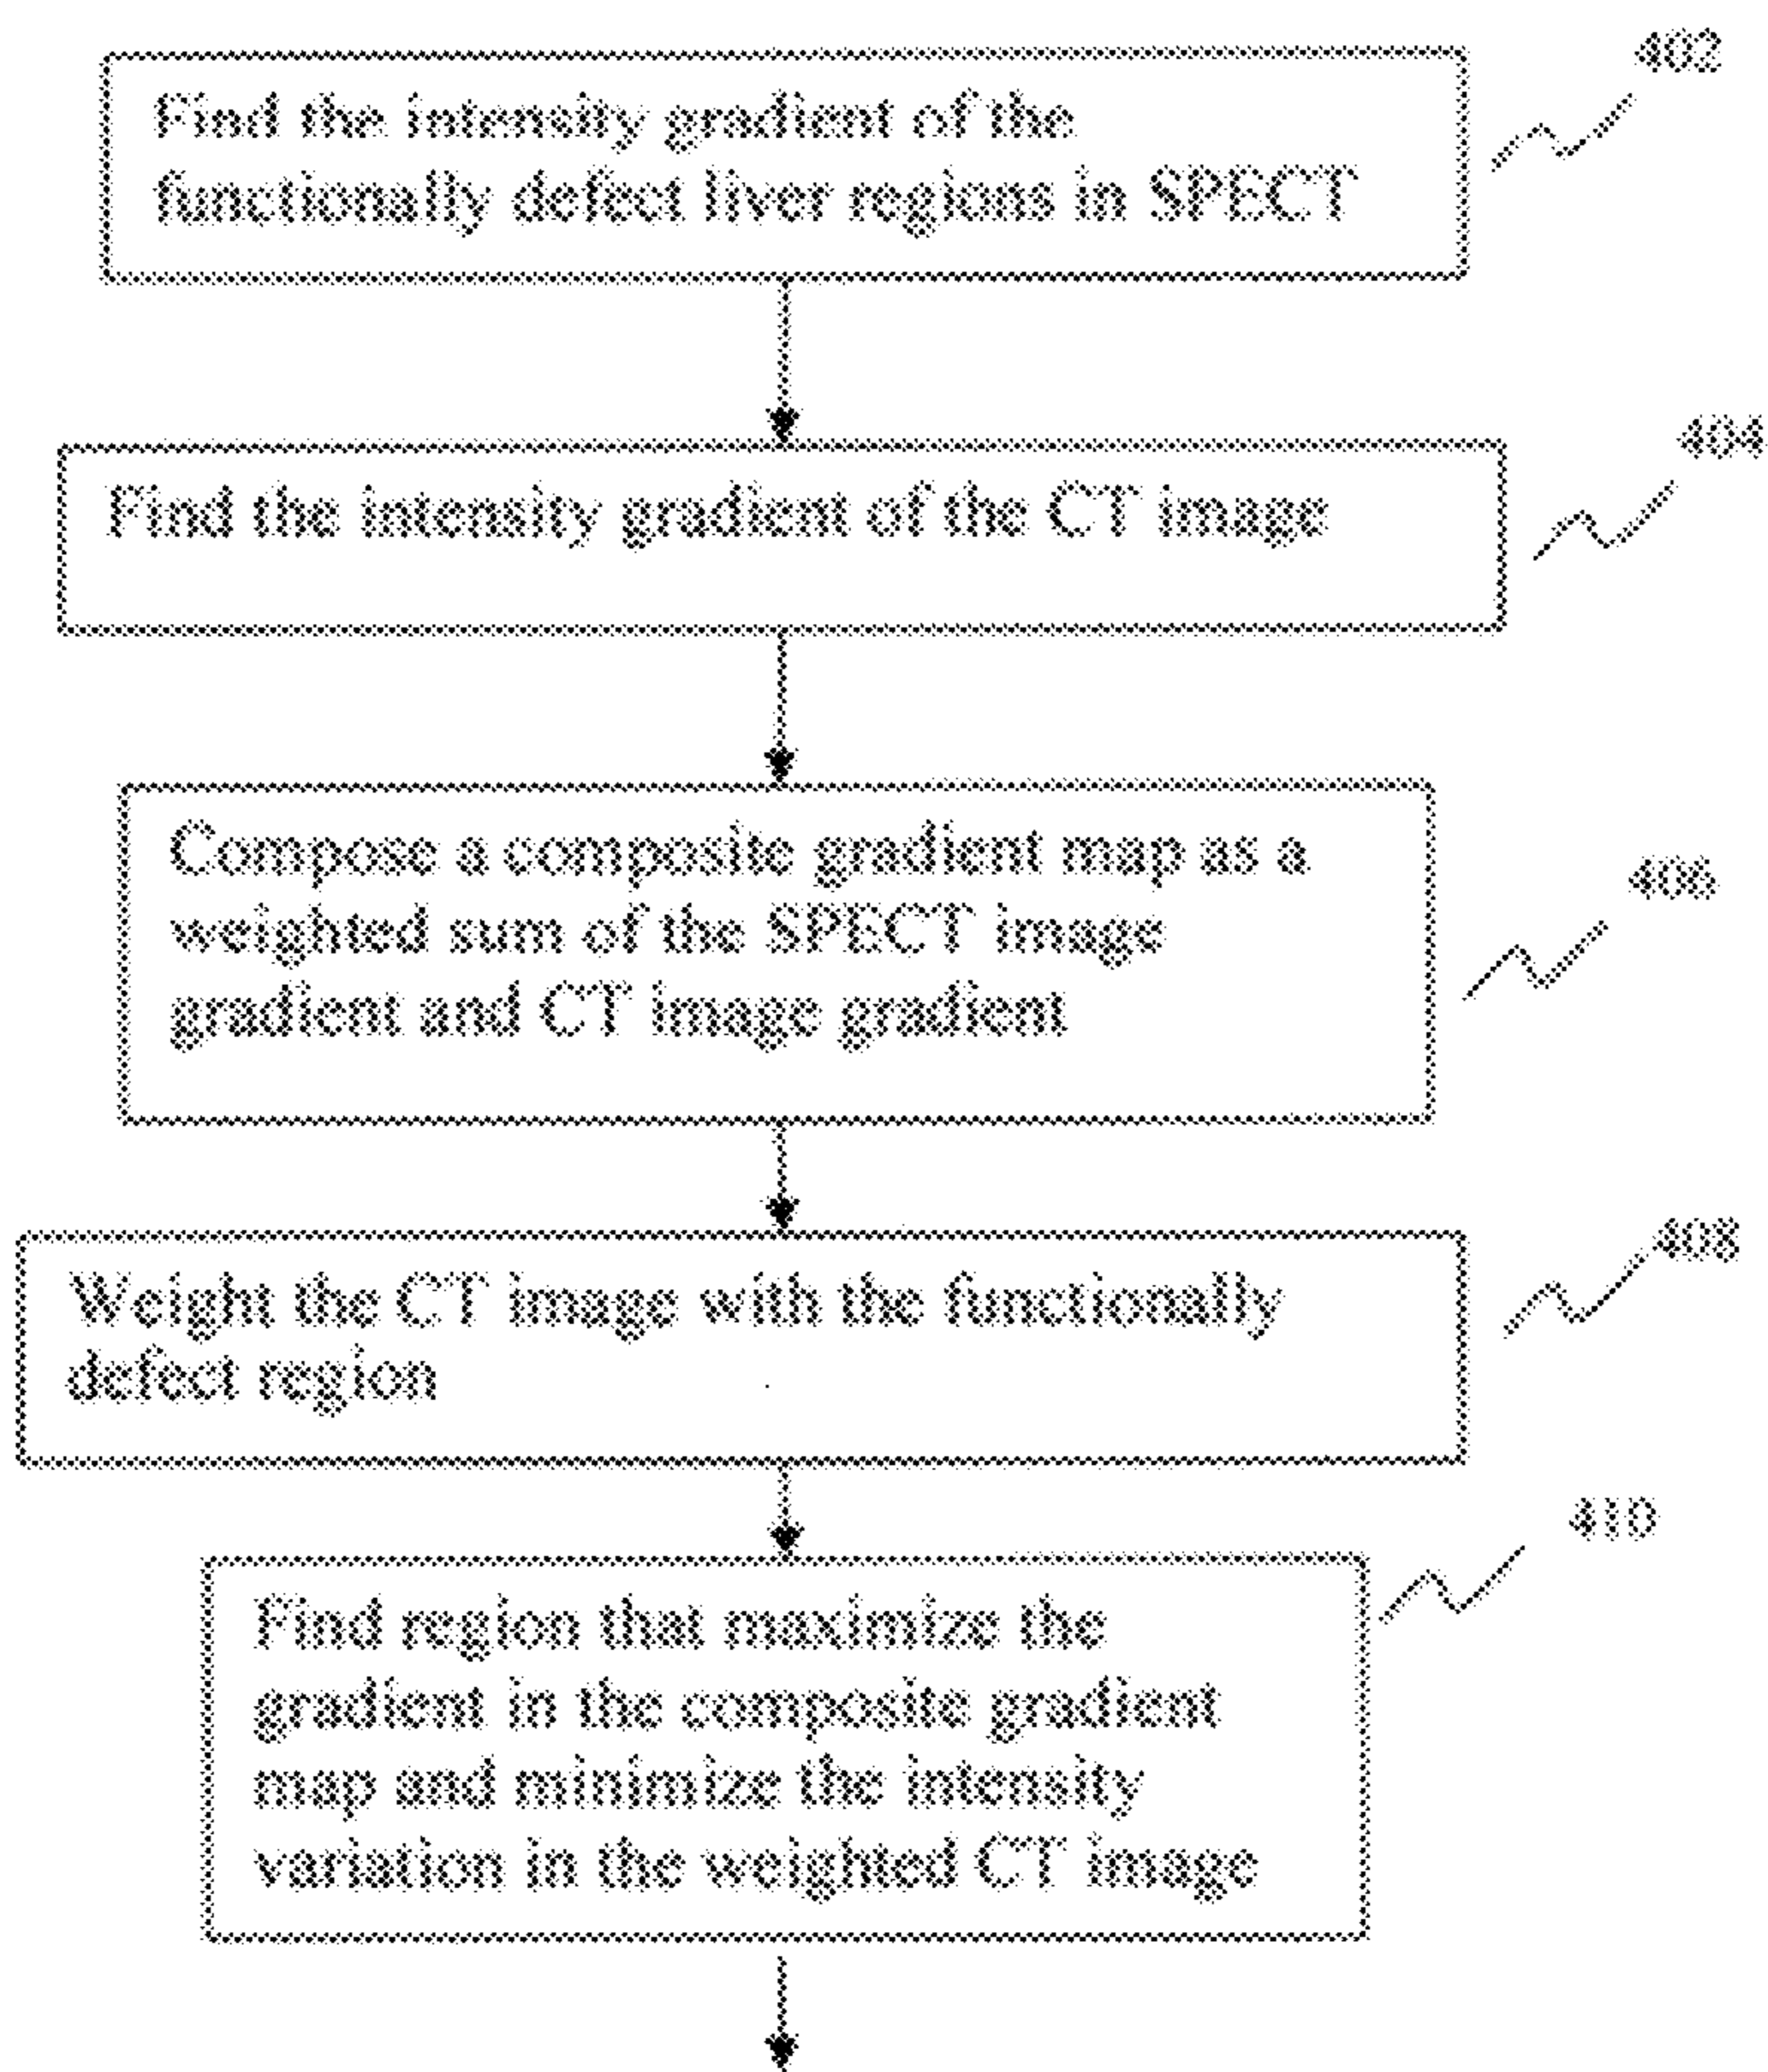 402
Find the intensity gradient of the
functionally defect liver regions in SPECT
404
Find the intensity gradient of the CT image
Compose a composite gradient map as a
406
weighted sum of the SPECT image
gradient and CT image gradient
408
Weight the CT image with the functionally
defect region
410
Find region that maximize the
gradient in the composite gradient
map and minimize the intensity
variation in the weighted CT image